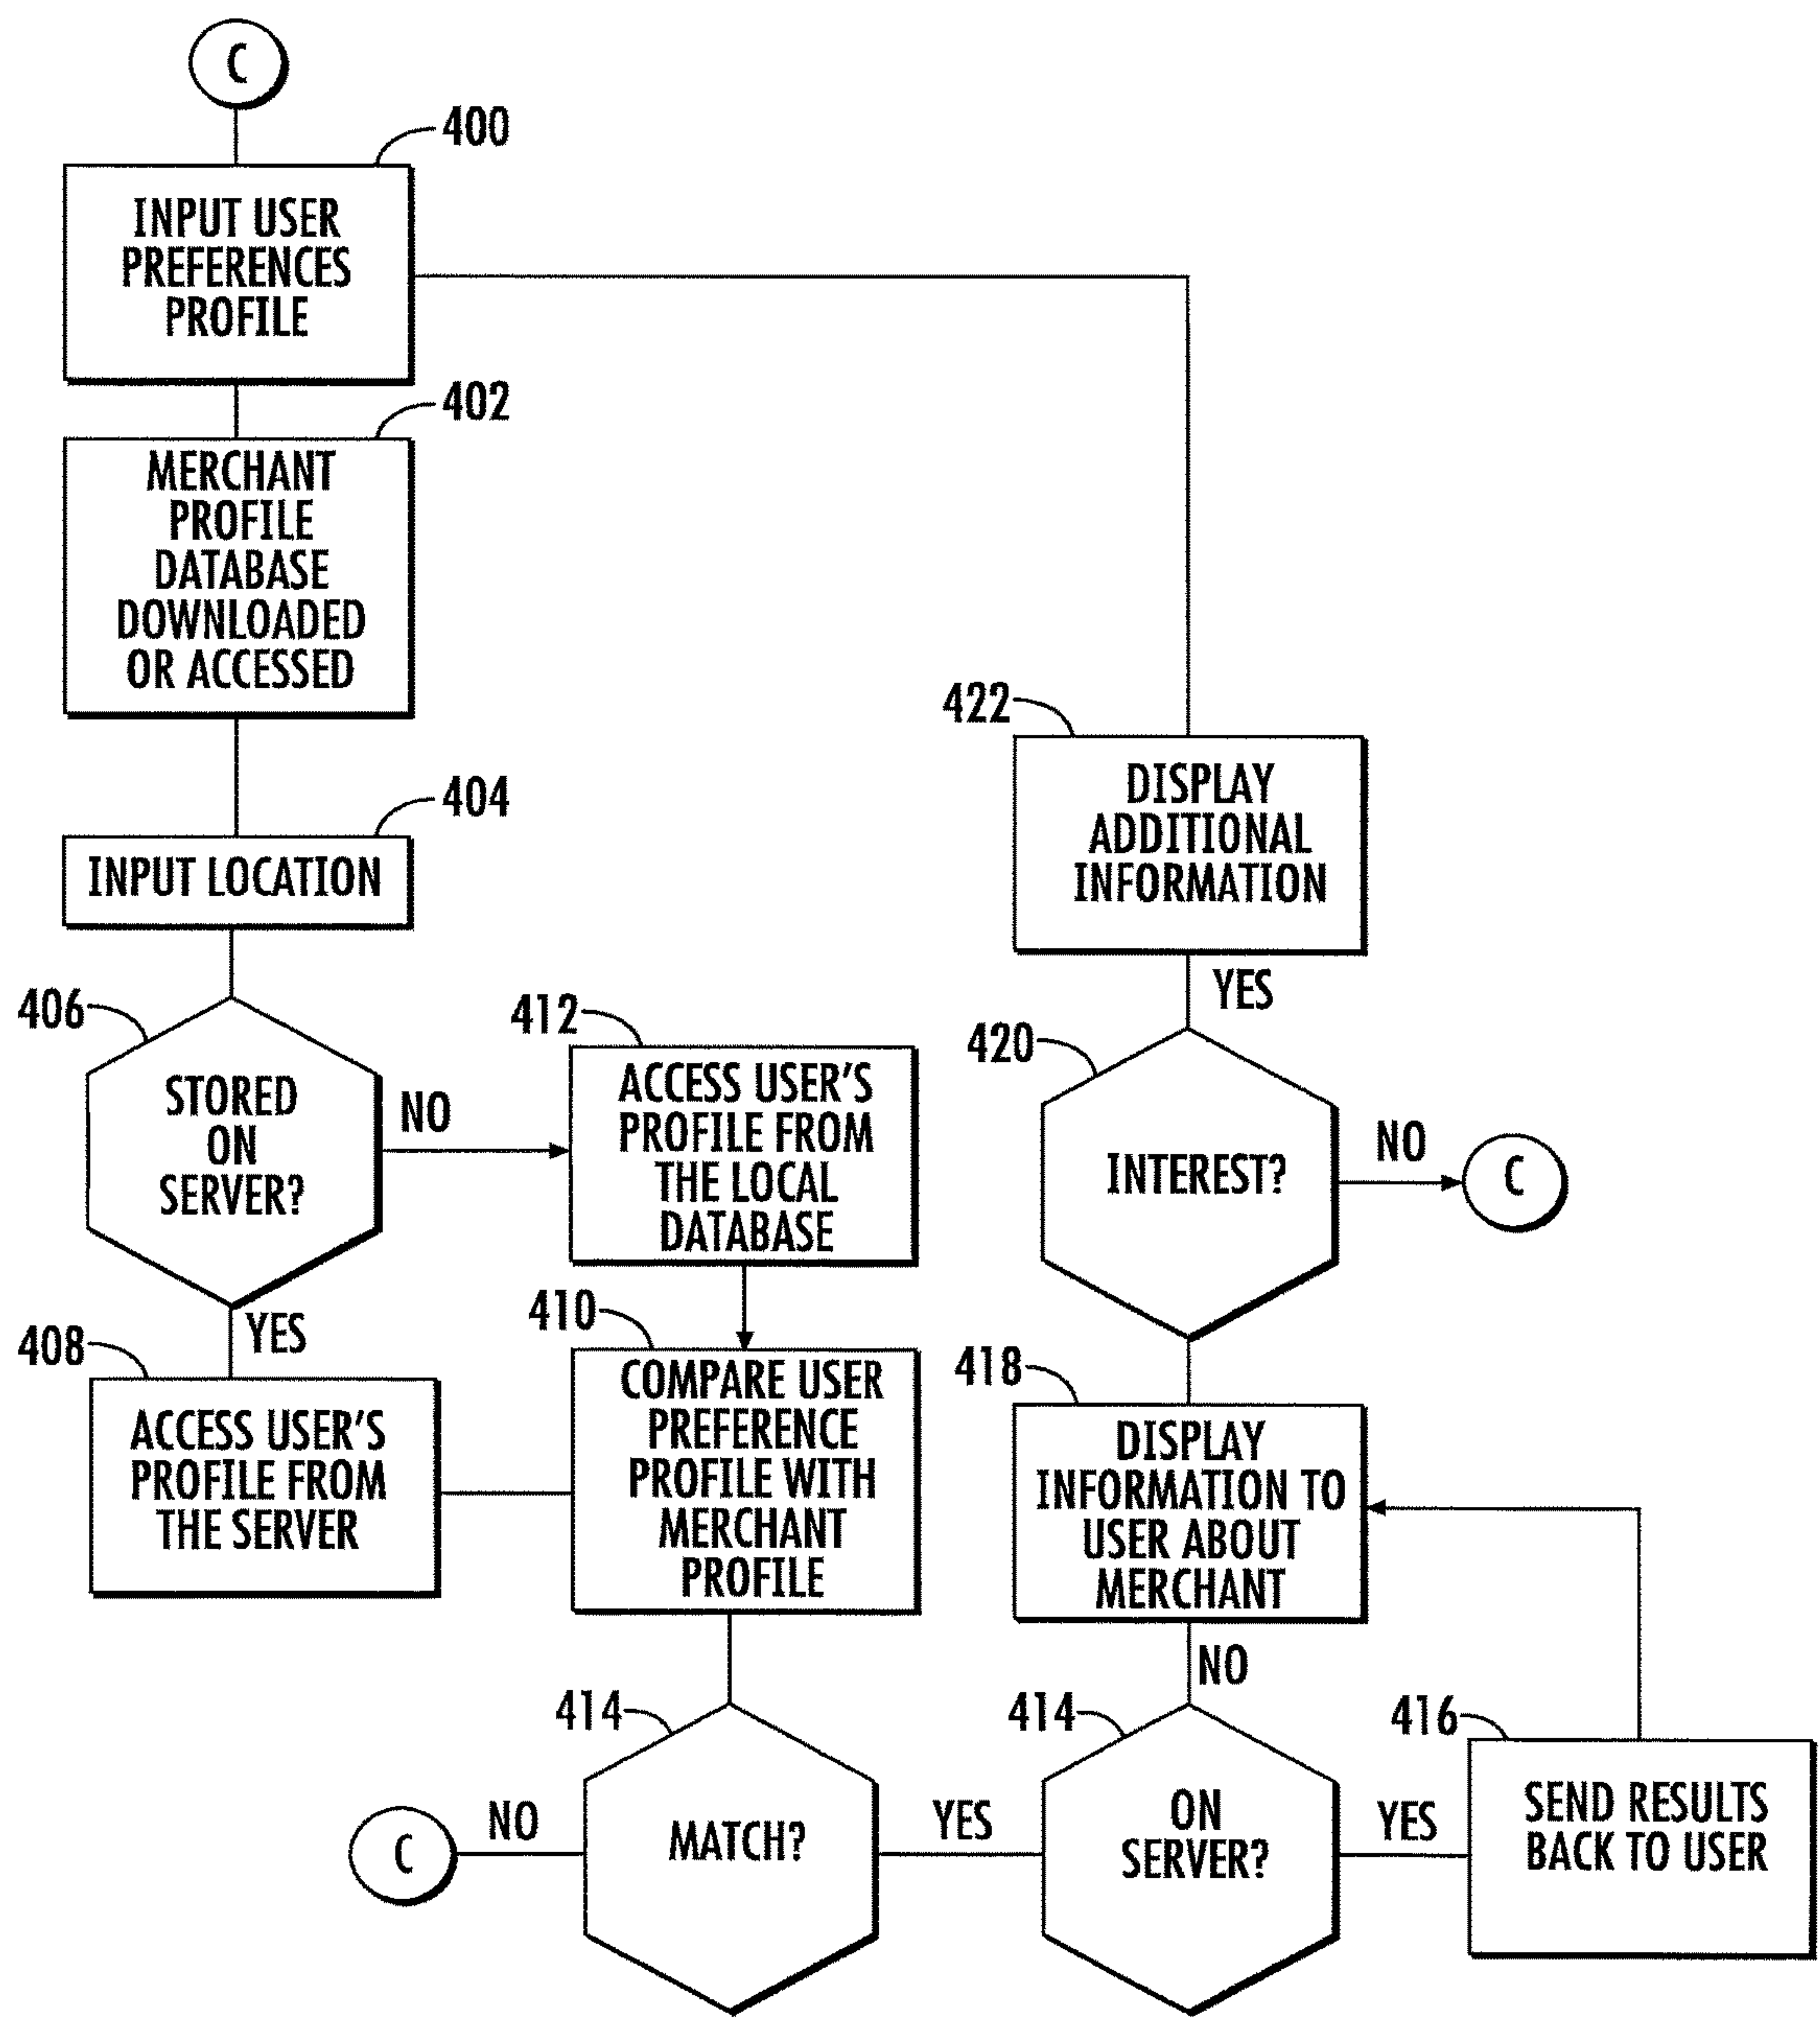 C
400
INPUT USER
PREFERENCES
PROFILE
402
MERCHANT
PROFILE
DATABASE
DOWNLOADED
OR ACCESSED
404
INPUT LOCATION
406
STORED
ON
SERVER?
NO
YES
408
ACCESS USER'S
PROFILE FROM
THE SERVER
412
ACCESS USER'S
PROFILE FROM
THE LOCAL
DATABASE
410
COMPARE USER
PREFERENCE
PROFILE WITH
MERCHANT
PROFILE
414
MATCH?
NO
C
YES
414
ON
SERVER?
YES
416
SEND RESULTS
BACK TO USER
NO
418
DISPLAY
INFORMATION TO
USER ABOUT
MERCHANT
420
INTEREST?
NO
C
YES
422
DISPLAY
ADDITIONAL
INFORMATION